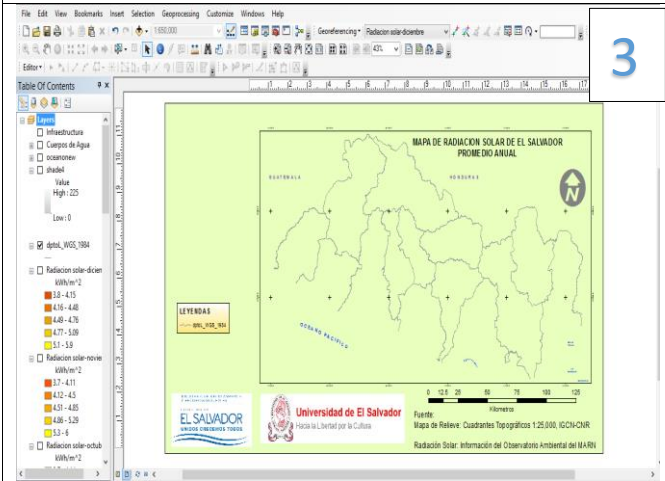 File Edit View Bookmarks Insert Selection Geoprocessing Customize Windows Help
1:650,000
Georeferencing
Radiacion solar-diciembre
43%
Editor
3
Table Of Contents
Layers
Infraestructura
Cuerpos de Agua
oceanonew
shade4
Value
High : 225
Low : 0
dptoL_WGS_1984
Radiacion solar-dicien
kWh/m^2
3.8 - 4.15
4.16 - 4.48
4.49 - 4.76
4.77 - 5.09
5.1 - 5.9
Radiacion solar-novier
kWh/m^2
3.7 - 4.11
4.12 - 4.5
4.51 - 4.85
4.86 - 5.29
5.3 - 6
Radiacion solar-octub
kWh/m^2
MAPA DE RADIACION SOLAR DE EL SALVADOR
PROMEDIO ANUAL
GUATEMALA
HONDURAS
N
OCEANO PACIFICO
LEYENDAS
dptoL_WGS_1984
EL SALVADOR
UNIDOS CRECEMOS TODOS
Universidad de El Salvador
Hacia la Libertad por la Cultura
0 12.5 25 50 75 100 125
Kilometros
Fuente:
Mapa de Relieve: Cuadrantes Topográficos 1:25,000, IGCN-CNR
Radiación Solar: Información del Observatorio Ambiental del MARN